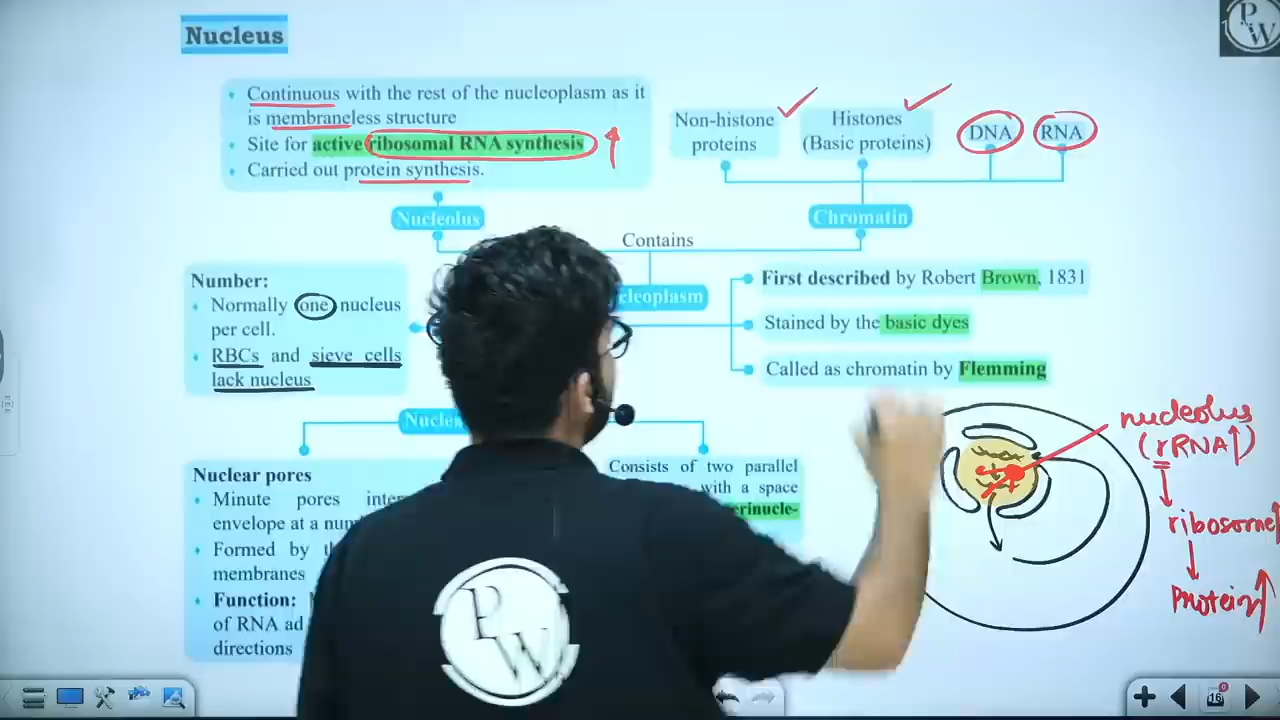 Nucleus
PW
Continuous with the rest of the nucleoplasm as it
is membraneless structure
Site for active ribosomal RNA synthesis
Carried out protein synthesis.
Non-histone
proteins
Histones
(Basic proteins)
DNA
RNA
Nucleolus
Chromatin
Contains
Number:
Normally one nucleus
per cell.
RBCs and sieve cells
lack nucleus
First described by Robert Brown, 1831
Stained by the basic dyes
Called as chromatin by Flemming
nucleolus
(rRNA↑)
ribosome↑
Protein↑
Nuclear pores
Minute pores
envelope at a
Formed by
membranes
Function:
of RNA
directions
Consists of two parallel
with a space
PW
16